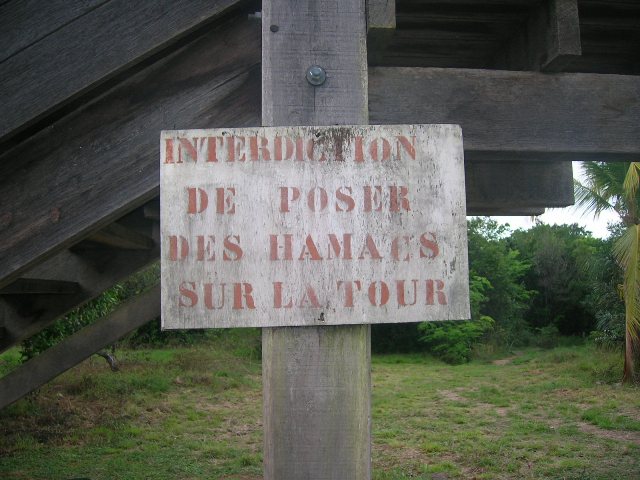 INTERDICTION
DE POSER
DES HAMACS
SUR LA TOUR